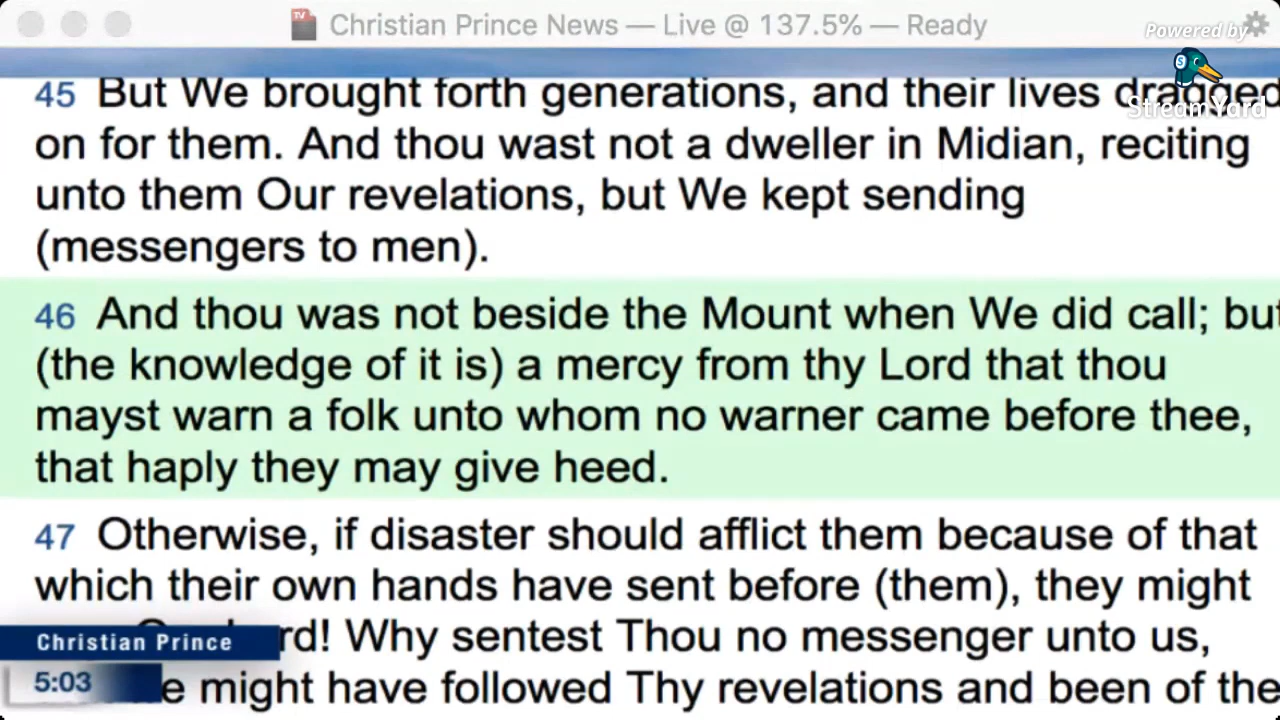 Christian Prince News — Live @ 137.5% — Ready
Powered by
StreamYard
45 But We brought forth generations, and their lives dragged
on for them. And thou wast not a dweller in Midian, reciting
unto them Our revelations, but We kept sending
(messengers to men).
46 And thou was not beside the Mount when We did call; but
(the knowledge of it is) a mercy from thy Lord that thou
mayst warn a folk unto whom no warner came before thee,
that haply they may give heed.
47 Otherwise, if disaster should afflict them because of that
which their own hands have sent before (them), they might
rd! Why sentest Thou no messenger unto us,
e might have followed Thy revelations and been of the
Christian Prince
5:03